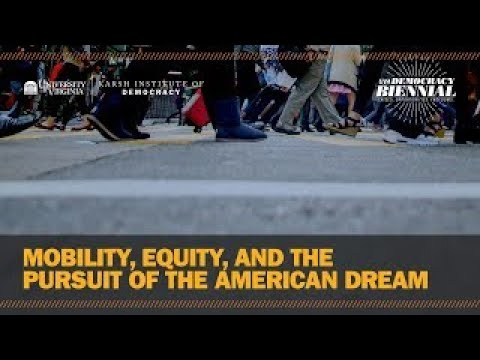 UNIVERSITY
OF VIRGINIA
KARSH INSTITUTE OF
DEMOCRACY
DEMOCRACY
BIENNIAL
MOBILITY, EQUITY, AND THE
PURSUIT OF THE AMERICAN DREAM